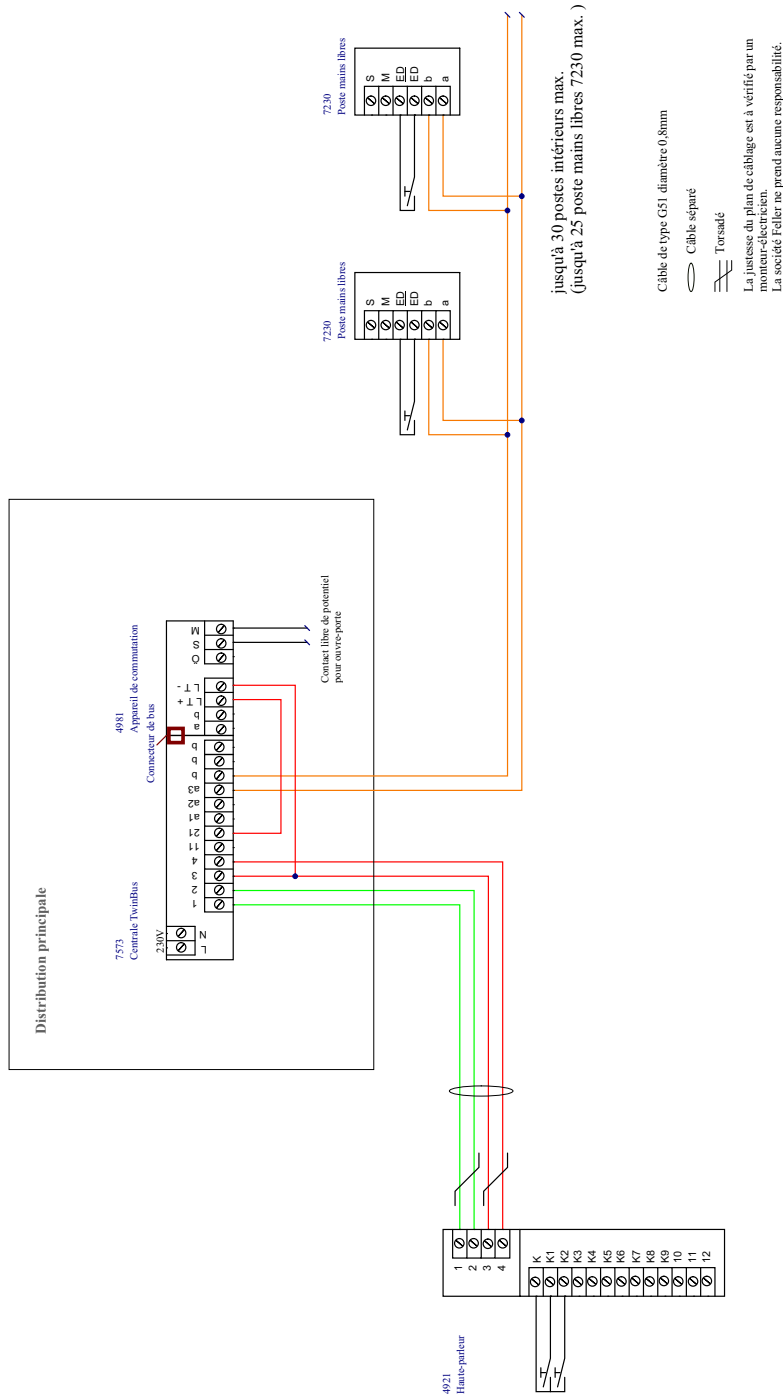 Distribution principale
7573
Centrale TwinBus
230V
L
N
1
2
3
4
11
21
a1
a2
a3
b
b
b
4981
Appareil de commutation
Connecteur de bus
a
b
LT+
LT-
Ö
S
M
Contact libre de potentiel
pour ouvre-porte
7230
Poste mains libres
S
M
ED
ED
b
a
7230
Poste mains libres
S
M
ED
ED
b
a
jusqu'à 30 postes intérieurs max.
(jusqu'à 25 poste mains libres 7230 max. )
Câble de type G51 diamètre 0,8mm
Câble séparé
Torsadé
La justesse du plan de câblage est à vérifié par un
monteur-électricien.
La société Feller ne prend aucune responsabilité.
4921
Haute-parleur
1
2
3
4
K
K1
K2
K3
K4
K5
K6
K7
K8
K9
10
11
12